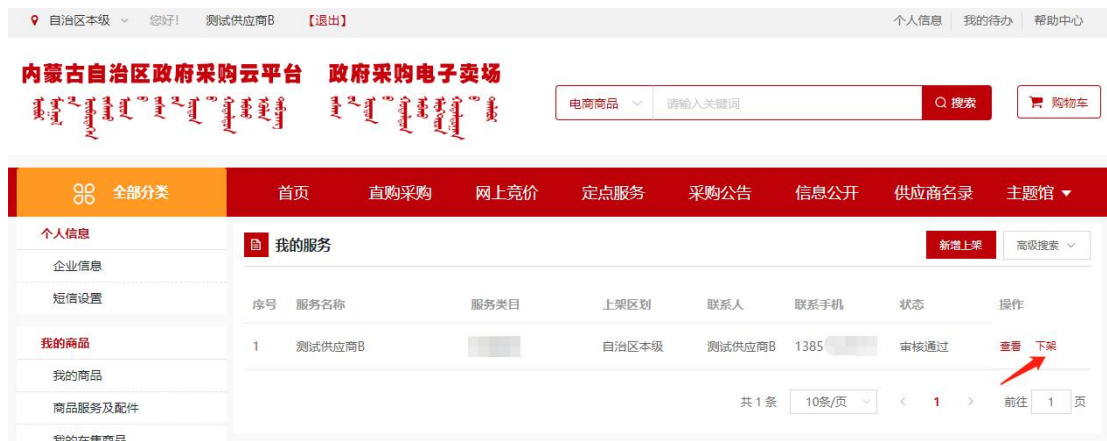 自治区本级 您好! 测试供应商B 【退出】 个人信息 我的待办 帮助中心
内蒙古自治区政府采购云平台 政府采购电子卖场
电商商品 请输入关键词 搜索 购物车
全部分类 首页 直购采购 网上竞价 定点服务 采购公告 信息公开 供应商名录 主题馆
个人信息
企业信息
短信设置
我的商品
我的商品
商品服务及配件
我的在售商品
我的服务 新增上架 高级搜索
序号 服务名称 服务类目 上架区划 联系人 联系手机 状态 操作
1 测试供应商B 自治区本级 测试供应商B 1385 审核通过 查看 下架
共 1 条 10条/页 < 1 > 前往 1 页